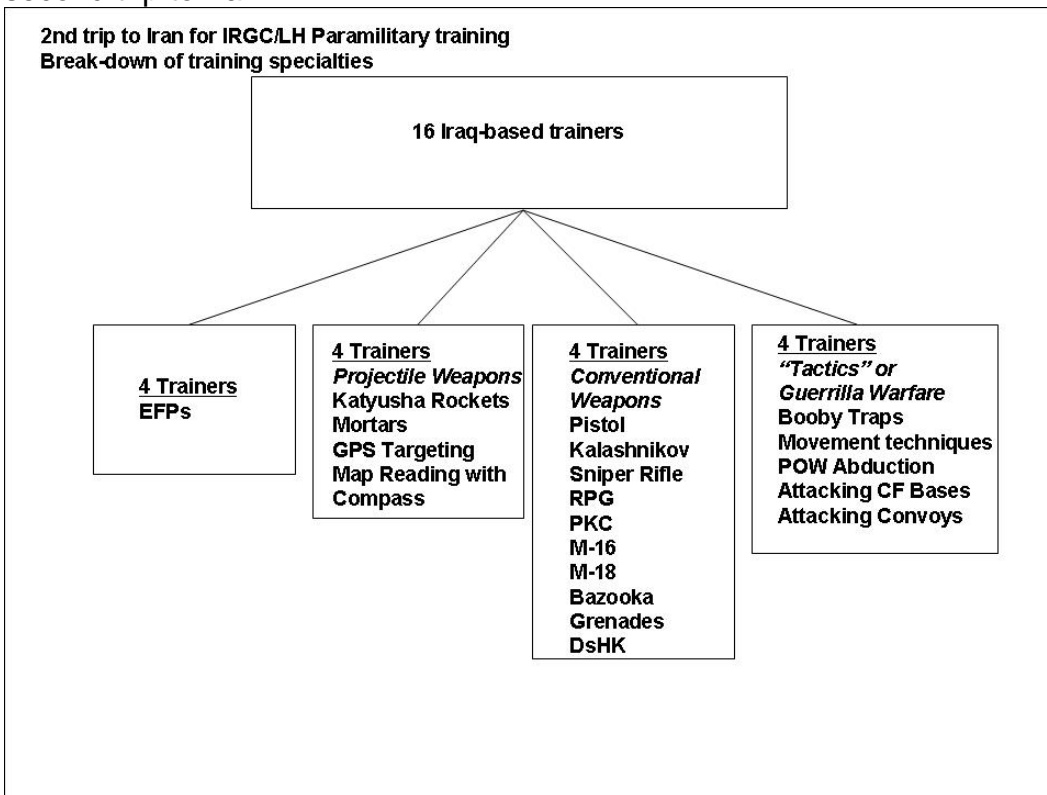 2nd trip to Iran for IRGC/LH Paramilitary training
Break-down of training specialties
16 Iraq-based trainers
4 Trainers
EFPs
4 Trainers
Projectile Weapons
Katyusha Rockets
Mortars
GPS Targeting
Map Reading with
Compass
4 Trainers
Conventional
Weapons
Pistol
Kalashnikov
Sniper Rifle
RPG
PKC
M-16
M-18
Bazooka
Grenades
DsHK
4 Trainers
“Tactics” or
Guerrilla Warfare
Booby Traps
Movement techniques
POW Abduction
Attacking CF Bases
Attacking Convoys